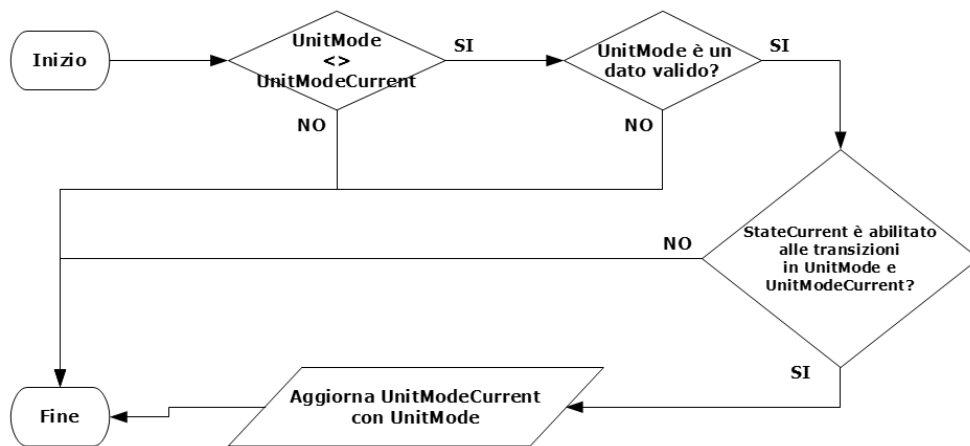 Inizio
UnitMode
<>
UnitModeCurrent
SI
NO
UnitMode è un
dato valido?
SI
NO
StateCurrent è abilitato
alle transizioni
in UnitMode e
UnitModeCurrent?
NO
SI
Aggiorna UnitModeCurrent
con UnitMode
Fine